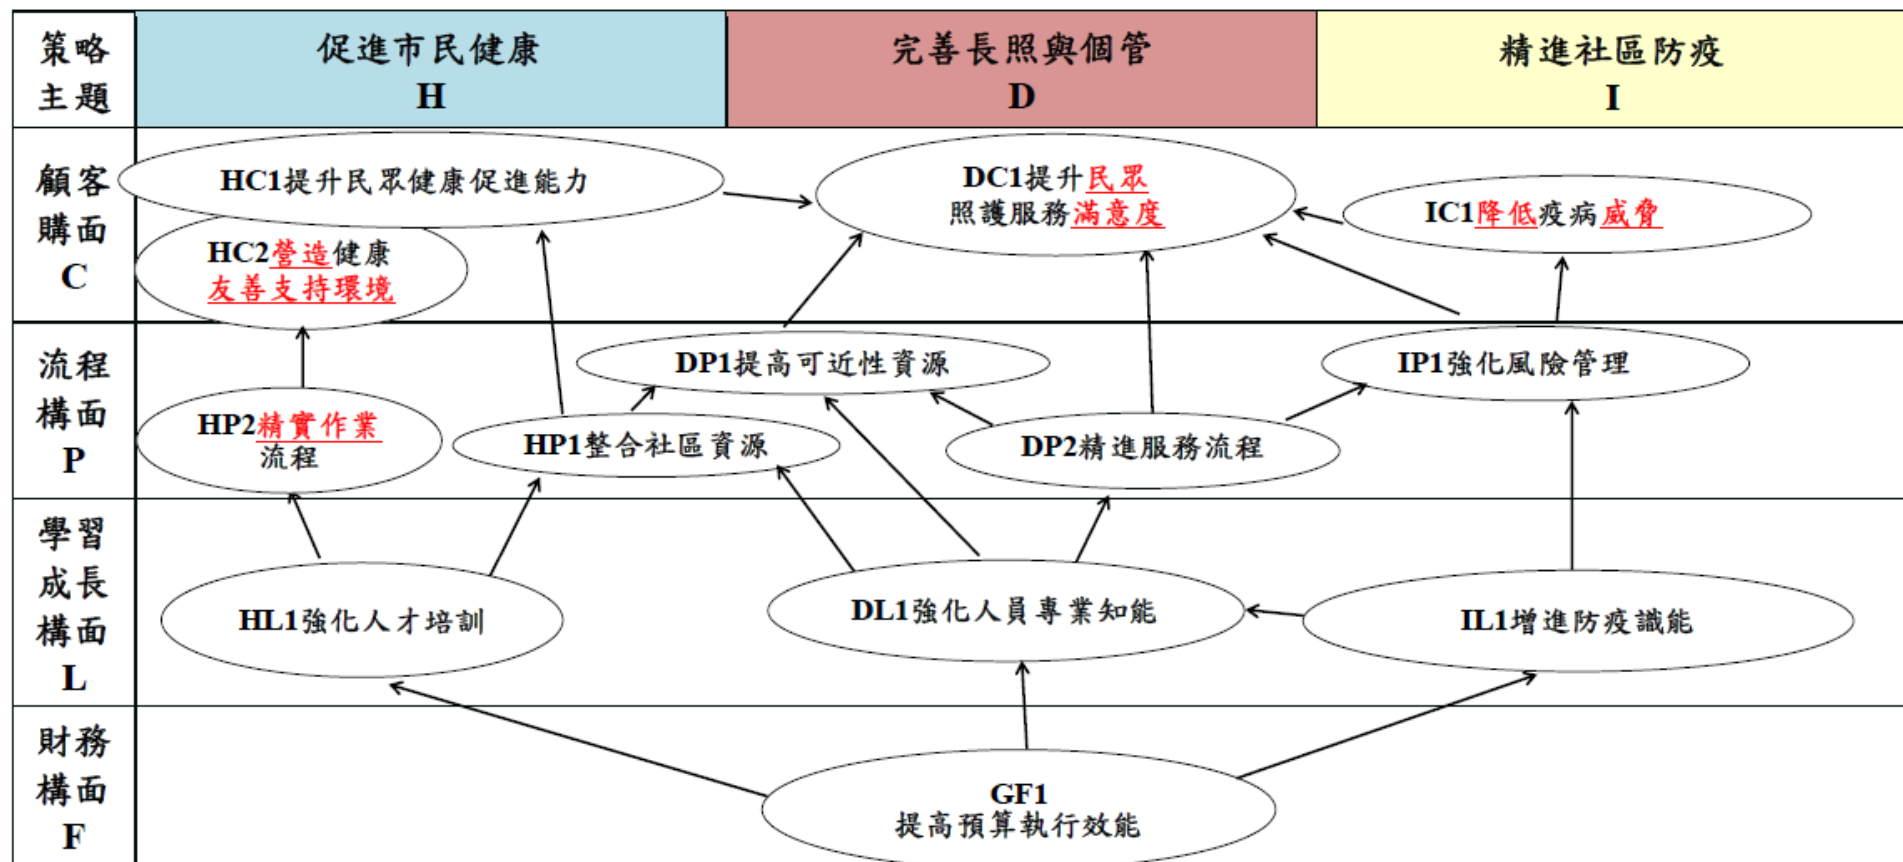 策略
主題
促進市民健康
H
完善長照與個管
D
精進社區防疫
I
顧客
購面
C
HC1提升民眾健康促進能力
HC2營造健康
友善支持環境
DC1提升民眾
照護服務滿意度
IC1降低疫病威脅
流程
構面
P
HP2精實作業
流程
HP1整合社區資源
DP1提高可近性資源
DP2精進服務流程
IP1強化風險管理
學習
成長
構面
L
HL1強化人才培訓
DL1強化人員專業知能
IL1增進防疫識能
財務
構面
F
GF1
提高預算執行效能